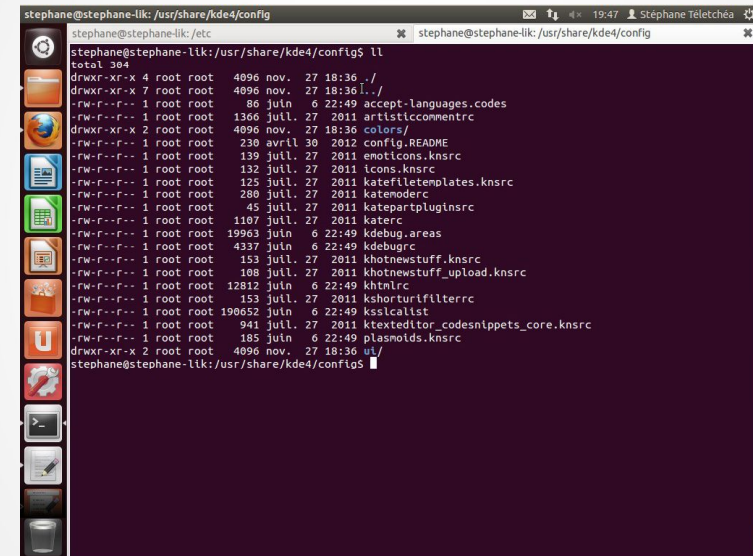 stephane@stephane-lik: /usr/share/kde4/config 19:47 Stéphane Téletchéa
stephane@stephane-lik: /etc stephane@stephane-lik: /usr/share/kde4/config
stephane@stephane-lik:/usr/share/kde4/config$ ll
total 304
drwxr-xr-x 4 root root 4096 nov. 27 18:36 ./
drwxr-xr-x 7 root root 4096 nov. 27 18:36 ../
-rw-r--r-- 1 root root 86 juin 6 22:49 accept-languages.codes
-rw-r--r-- 1 root root 1366 juil. 27 2011 artisticcommentrc
drwxr-xr-x 2 root root 4096 nov. 27 18:36 colors/
-rw-r--r-- 1 root root 230 avril 30 2012 config.README
-rw-r--r-- 1 root root 139 juil. 27 2011 emoticons.knsrc
-rw-r--r-- 1 root root 132 juil. 27 2011 icons.knsrc
-rw-r--r-- 1 root root 125 juil. 27 2011 katefiletemplates.knsrc
-rw-r--r-- 1 root root 280 juil. 27 2011 katemoderc
-rw-r--r-- 1 root root 45 juil. 27 2011 katepartpluginsrc
-rw-r--r-- 1 root root 1107 juil. 27 2011 katerc
-rw-r--r-- 1 root root 19963 juin 6 22:49 kdebug.areas
-rw-r--r-- 1 root root 4337 juin 6 22:49 kdebugrc
-rw-r--r-- 1 root root 153 juil. 27 2011 khotnewstuff.knsrc
-rw-r--r-- 1 root root 108 juil. 27 2011 khotnewstuff_upload.knsrc
-rw-r--r-- 1 root root 12812 juin 6 22:49 khtmlrc
-rw-r--r-- 1 root root 153 juil. 27 2011 kshorturifilterrc
-rw-r--r-- 1 root root 190652 juin 6 22:49 ksslcalist
-rw-r--r-- 1 root root 941 juil. 27 2011 ktexteditor_codesnippets_core.knsrc
-rw-r--r-- 1 root root 185 juin 6 22:49 plasmoids.knsrc
drwxr-xr-x 2 root root 4096 nov. 27 18:36 ui/
stephane@stephane-lik:/usr/share/kde4/config$